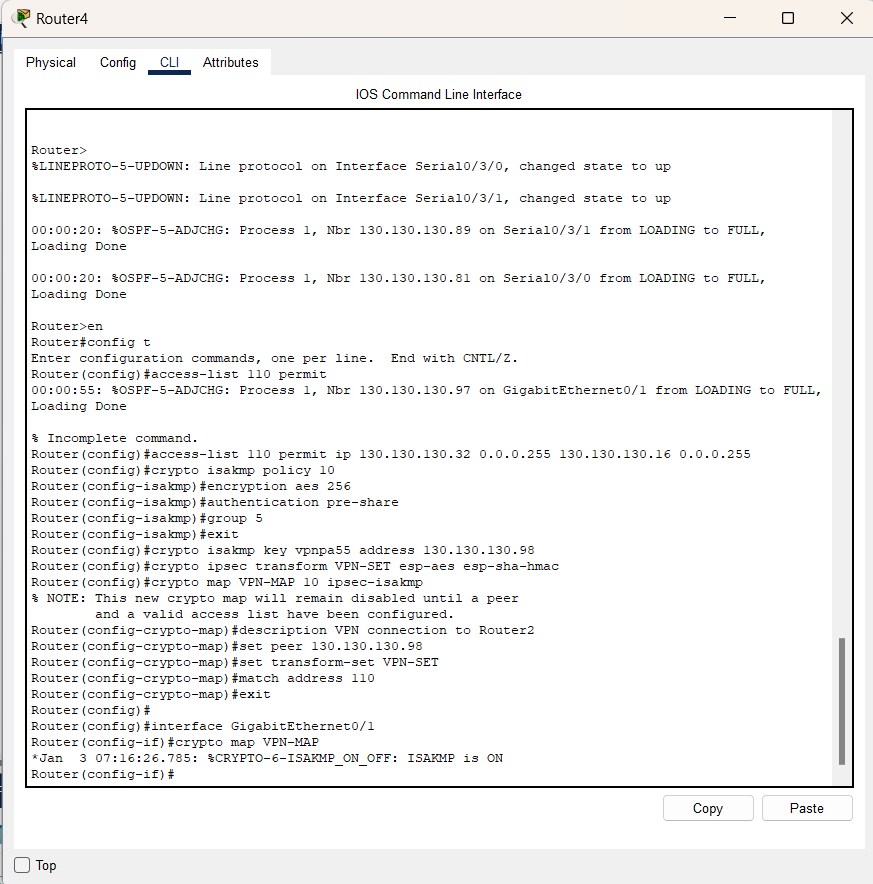 Router4
Physical Config CLI Attributes
IOS Command Line Interface
Router>
%LINEPROTO-5-UPDOWN: Line protocol on Interface Serial0/3/0, changed state to up
%LINEPROTO-5-UPDOWN: Line protocol on Interface Serial0/3/1, changed state to up
00:00:20: %OSPF-5-ADJCHG: Process 1, Nbr 130.130.130.89 on Serial0/3/1 from LOADING to FULL,
Loading Done
00:00:20: %OSPF-5-ADJCHG: Process 1, Nbr 130.130.130.81 on Serial0/3/0 from LOADING to FULL,
Loading Done
Router>en
Router#config t
Enter configuration commands, one per line.  End with CNTL/Z.
Router(config)#access-list 110 permit
00:00:55: %OSPF-5-ADJCHG: Process 1, Nbr 130.130.130.97 on GigabitEthernet0/1 from LOADING to FULL,
Loading Done
% Incomplete command.
Router(config)#access-list 110 permit ip 130.130.130.32 0.0.0.255 130.130.130.16 0.0.0.255
Router(config)#crypto isakmp policy 10
Router(config-isakmp)#encryption aes 256
Router(config-isakmp)#authentication pre-share
Router(config-isakmp)#group 5
Router(config-isakmp)#exit
Router(config)#crypto isakmp key vpnpa55 address 130.130.130.98
Router(config)#crypto ipsec transform VPN-SET esp-aes esp-sha-hmac
Router(config)#crypto map VPN-MAP 10 ipsec-isakmp
% NOTE: This new crypto map will remain disabled until a peer
and a valid access list have been configured.
Router(config-crypto-map)#description VPN connection to Router2
Router(config-crypto-map)#set peer 130.130.130.98
Router(config-crypto-map)#set transform-set VPN-SET
Router(config-crypto-map)#match address 110
Router(config-crypto-map)#exit
Router(config)#
Router(config)#interface GigabitEthernet0/1
Router(config-if)#crypto map VPN-MAP
*Jan  3 07:16:26.785: %CRYPTO-6-ISAKMP_ON_OFF: ISAKMP is ON
Router(config-if)#
Copy Paste
Top